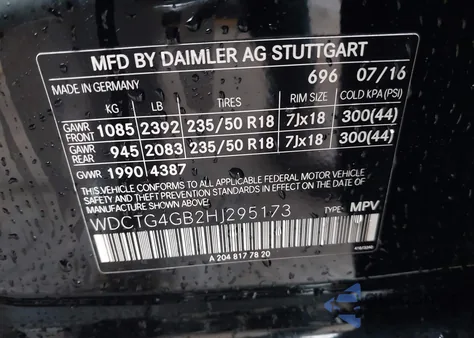 MFD BY DAIMLER AG STUTTGART
MADE IN GERMANY 696 07/16
KG LB TIRES RIM SIZE COLD KPA(PSI)
GAWR FRONT 1085 2392 235/50 R18 7Jx18 300(44)
GAWR REAR 945 2083 235/50 R18 7Jx18 300(44)
GWR 1990 4387
THIS VEHICLE CONFORMS TO ALL APPLICABLE FEDERAL MOTOR VEHICLE
SAFETY AND THEFT PREVENTION STANDARDS IN EFFECT
ON THE DATE OF MANUFACTURE SHOWN ABOVE.
WDCTG4GB2HJ295173 TYPE: MPV
A 204 817 78 20